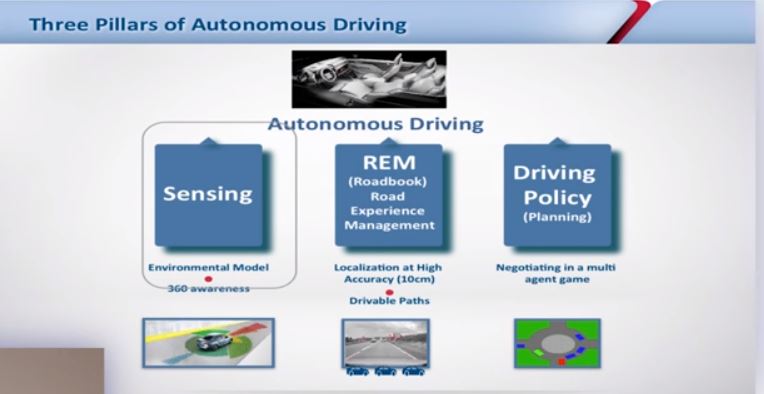 Three Pillars of Autonomous Driving
Autonomous Driving
Sensing
Environmental Model
360 awareness
REM
(Roadbook)
Road
Experience
Management
Localization at High
Accuracy (10cm)
Drivable Paths
Driving
Policy
(Planning)
Negotiating in a multi
agent game